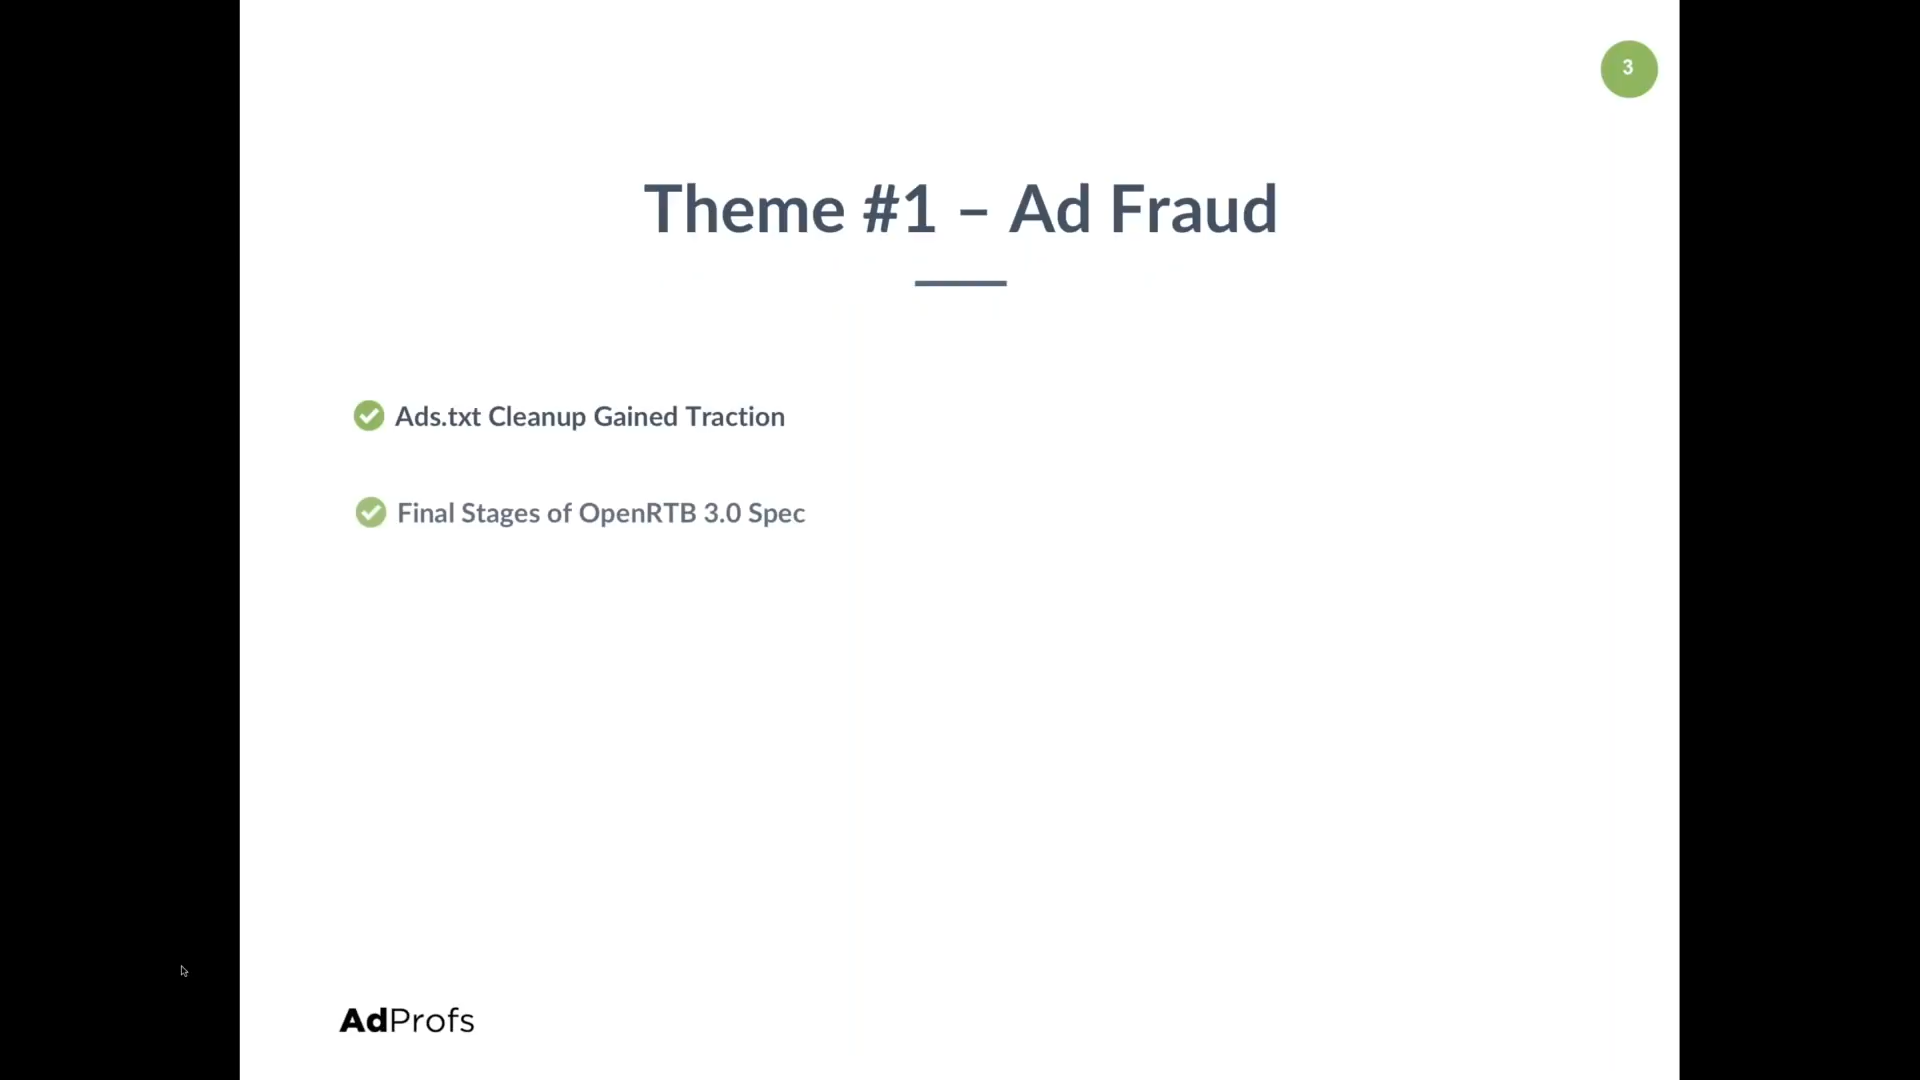 3
Theme #1 – Ad Fraud
Ads.txt Cleanup Gained Traction
Final Stages of OpenRTB 3.0 Spec
AdProfs